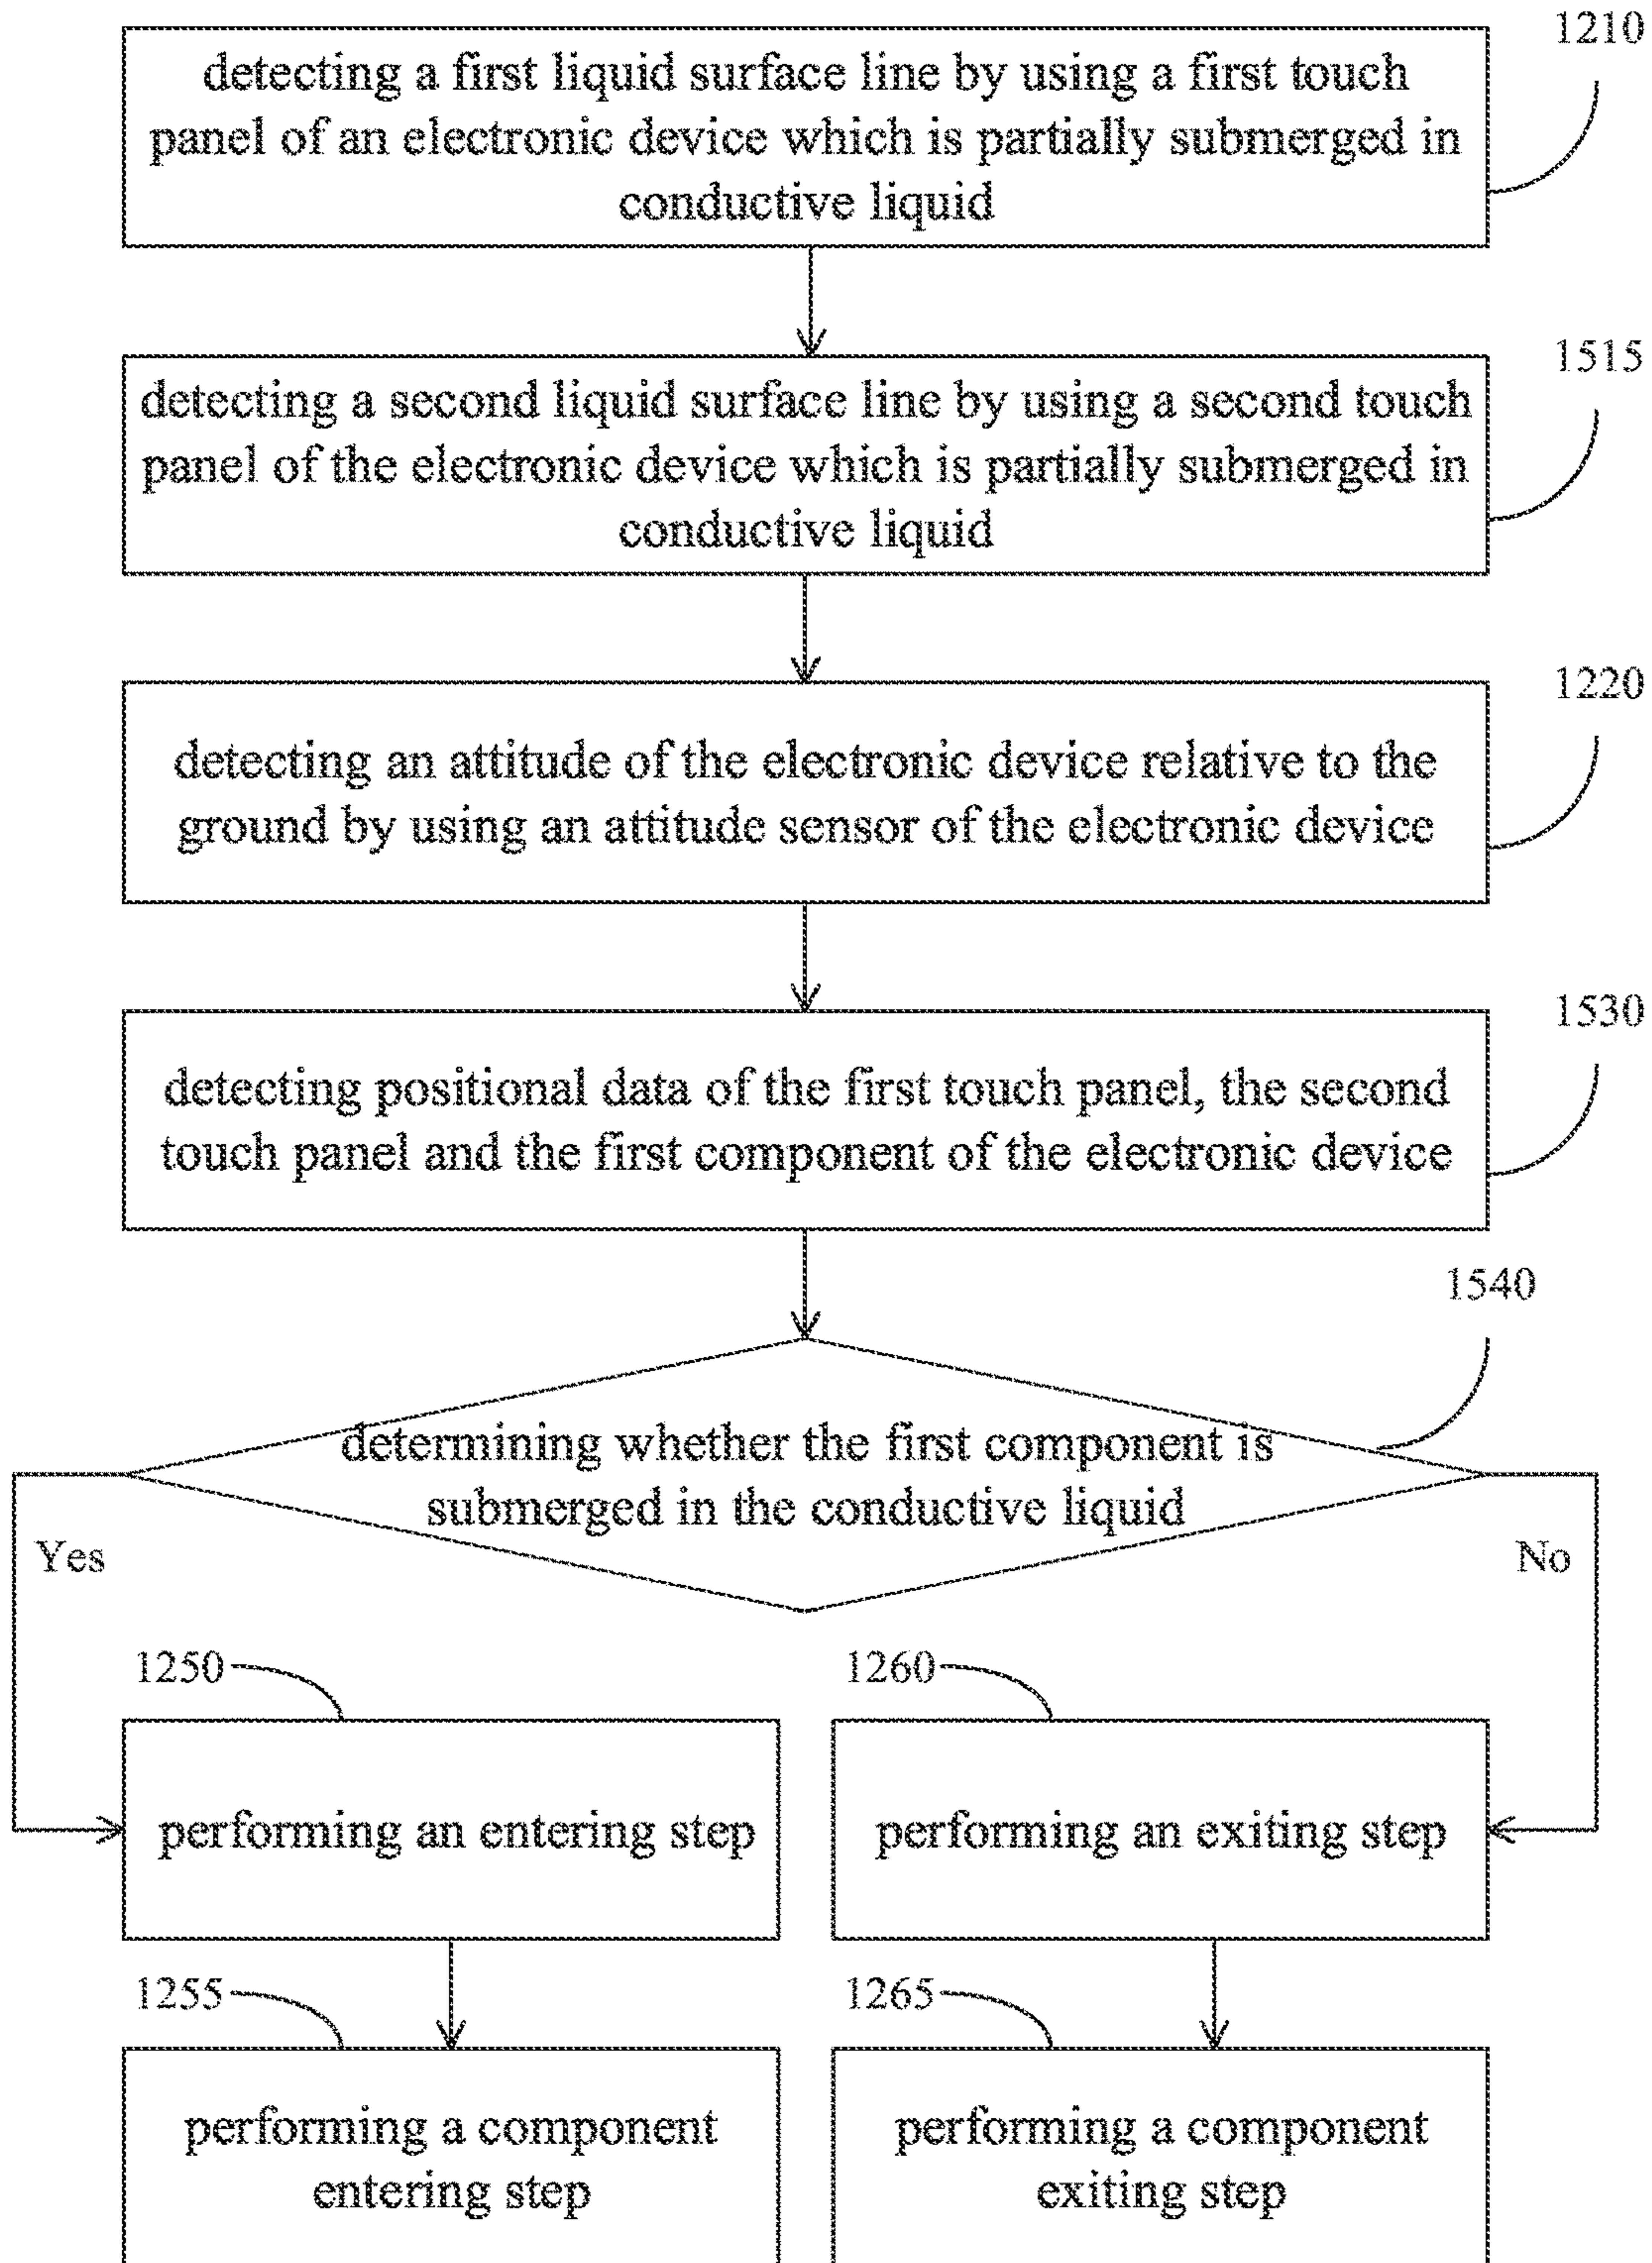 1210
detecting a first liquid surface line by using a first touch
panel of an electronic device which is partially submerged in
conductive liquid
1515
detecting a second liquid surface line by using a second touch
panel of the electronic device which is partially submerged in
conductive liquid
1220
detecting an attitude of the electronic device relative to the
ground by using an attitude sensor of the electronic device
1530
detecting positional data of the first touch panel, the second
touch panel and the first component of the electronic device
1540
determining whether the first component is
submerged in the conductive liquid
Yes
No
1250
1260
performing an entering step
performing an exiting step
1255
1265
performing a component
entering step
performing a component
exiting step